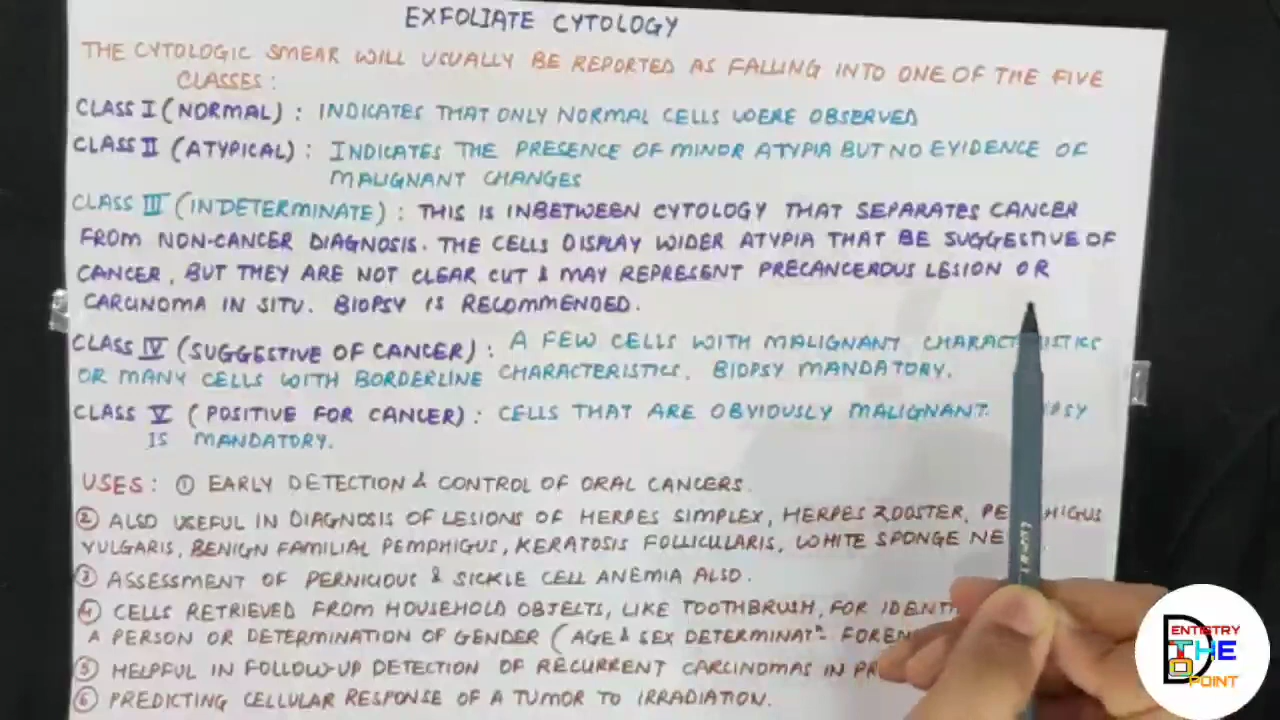 EXFOLIATE CYTOLOGY
THE CYTOLOGIC SMEAR WILL USUALLY BE REPORTED AS FALLING INTO ONE OF THE FIVE
CLASSES:
CLASS I (NORMAL) : INDICATES THAT ONLY NORMAL CELLS WERE OBSERVED
CLASS II (ATYPICAL) : INDICATES THE PRESENCE OF MINOR ATYPIA BUT NO EVIDENCE OF
MALIGNANT CHANGES
CLASS III (INDETERMINATE) : THIS IS INBETWEEN CYTOLOGY THAT SEPARATES CANCER
FROM NON-CANCER DIAGNOSIS. THE CELLS DISPLAY WIDER ATYPIA THAT BE SUGGESTIVE OF
CANCER, BUT THEY ARE NOT CLEAR CUT & MAY REPRESENT PRECANCEROUS LESION OR
CARCINOMA IN SITU. BIOPSY IS RECOMMENDED.
CLASS IV (SUGGESTIVE OF CANCER) : A FEW CELLS WITH MALIGNANT CHARACTERISTICS
OR MANY CELLS WITH BORDERLINE CHARACTERISTICS. BIOPSY MANDATORY.
CLASS V (POSITIVE FOR CANCER) : CELLS THAT ARE OBVIOUSLY MALIGNANT.
IS MANDATORY.
USES : ① EARLY DETECTION & CONTROL OF ORAL CANCERS.
② ALSO USEFUL IN DIAGNOSIS OF LESIONS OF HERPES SIMPLEX, HERPES ZOOSTER,
VULGARIS, BENIGN FAMILIAL PEMPHIGUS, KERATOSIS FOLLICULARIS, WHITE SPONGE
③ ASSESSMENT OF PERNICIOUS & SICKLE CELL ANEMIA ALSO.
④ CELLS RETRIEVED FROM HOUSEHOLD OBJECTS, LIKE TOOTHBRUSH, FOR
A PERSON OR DETERMINATION OF GENDER (AGE & SEX DETERMINATN
⑤ HELPFUL IN FOLLOW-UP DETECTION OF RECURRENT CARCINOMAS IN
⑥ PREDICTING CELLULAR RESPONSE OF A TUMOR TO IRRADIATION.
DENTISTRY
THE
POINT